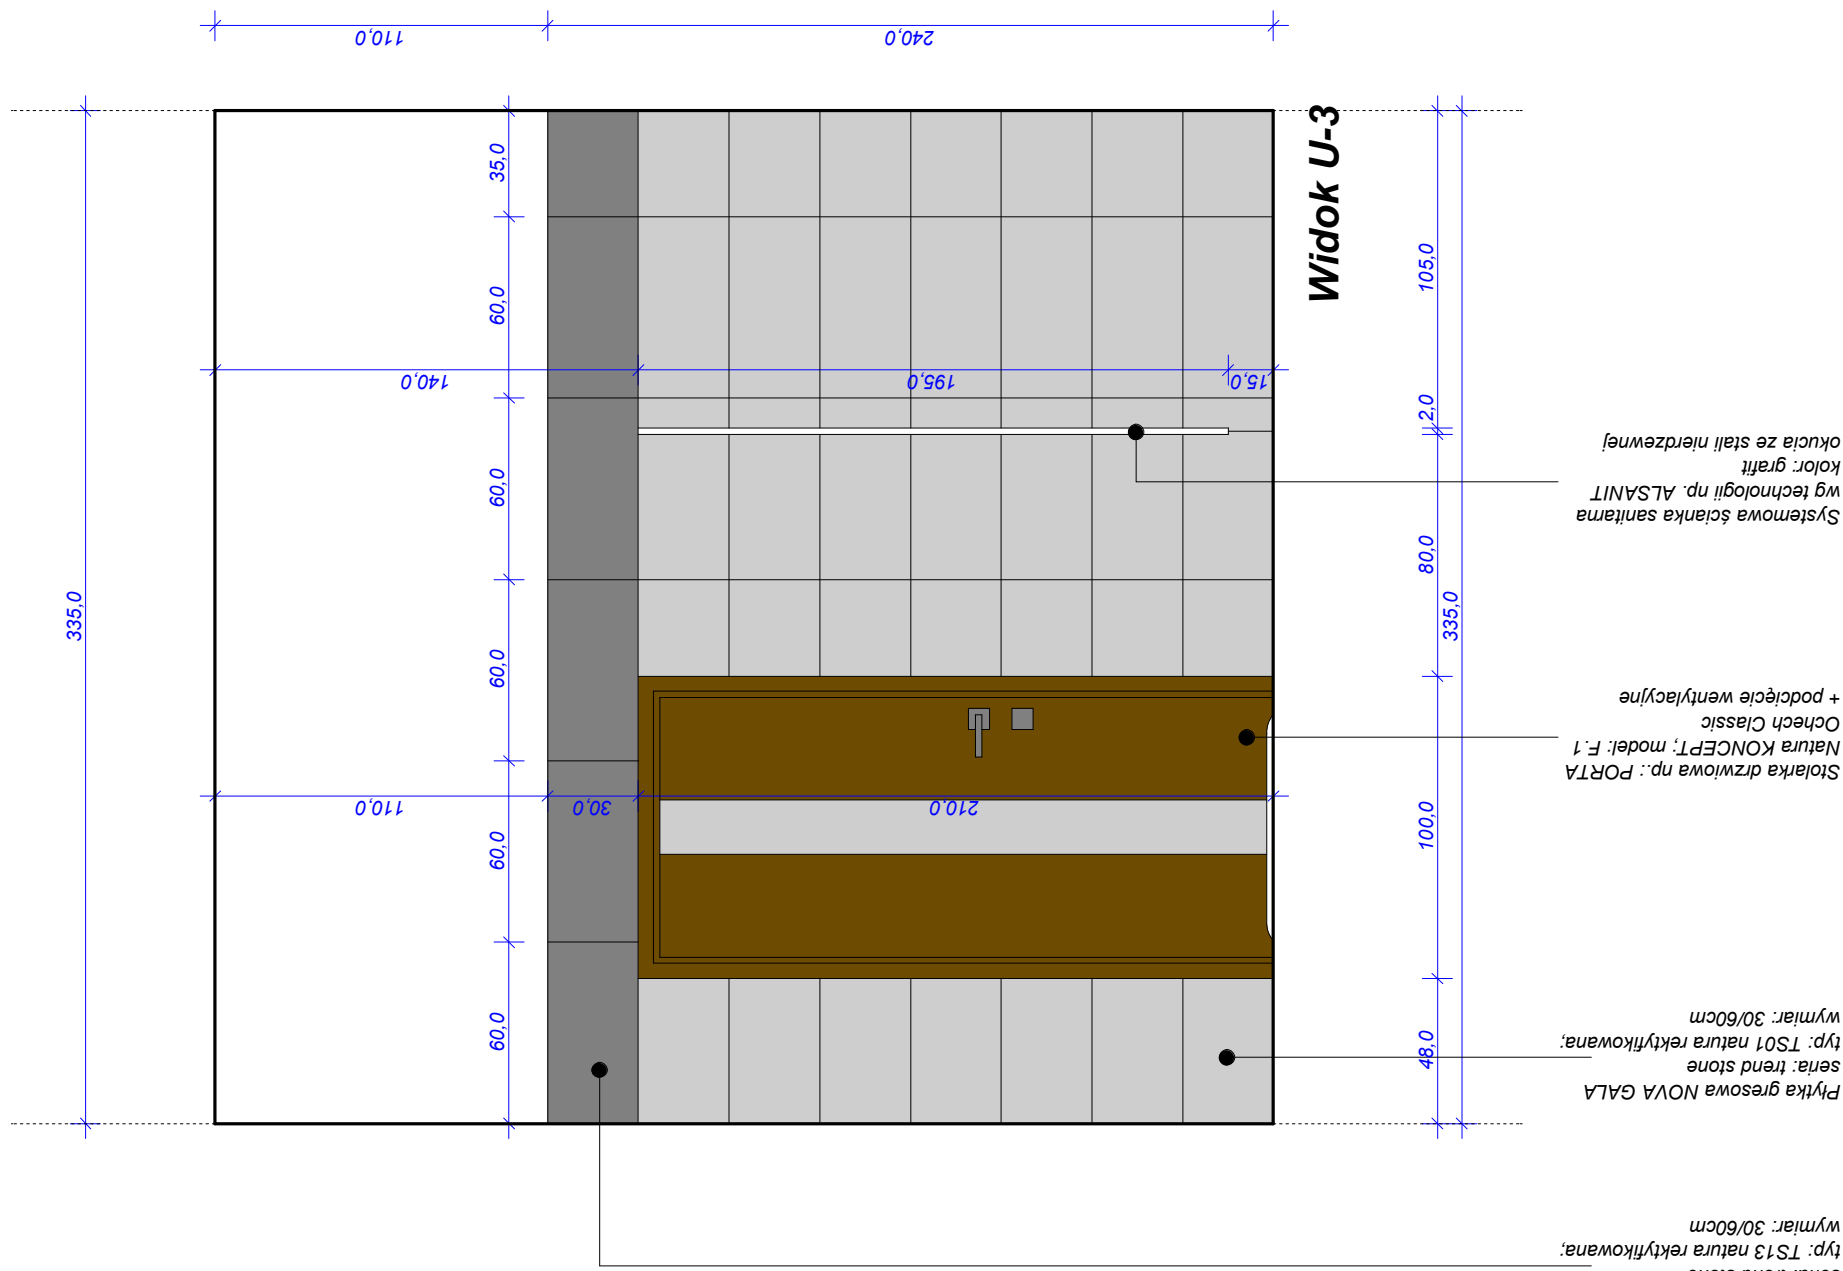 Widok U-3
Systemowa ścianka sanitarna
wg technologii np. ALSANIT
kolor: grafit
okucia ze stali nierdzewnej
Stolarka drzwiowa np.: PORTA
Natura KONCEPT; model: F.1
Ochech Classic
+ podcięcie wentylacyjne
Płytka gresowa NOVA GALA
seria: trend stone
typ: TS01 natura rektyfikowana;
wymiar: 30/60cm
typ: TS13 natura rektyfikowana;
wymiar: 30/60cm
110,0
240,0
335,0
35,0
60,0
60,0
60,0
60,0
60,0
140,0
195,0
15,0
110,0
30,0
210,0
105,0
2,0
80,0
100,0
48,0
335,0